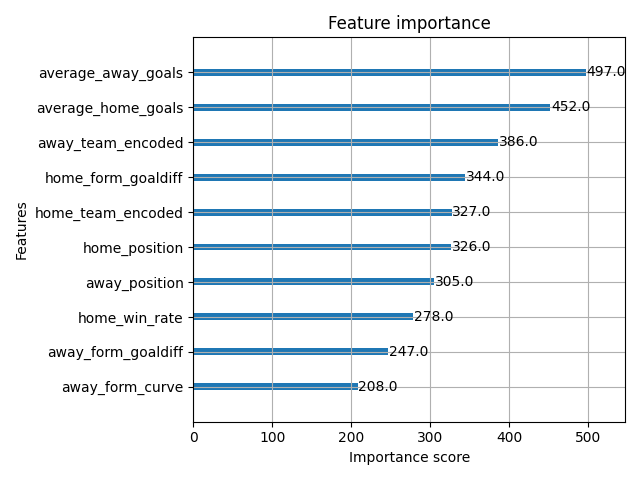 Feature importance
average_away_goals 497.0
average_home_goals 452.0
away_team_encoded 386.0
home_form_goaldiff 344.0
home_team_encoded 327.0
home_position 326.0
away_position 305.0
home_win_rate 278.0
away_form_goaldiff 247.0
away_form_curve 208.0
Features
0 100 200 300 400 500
Importance score